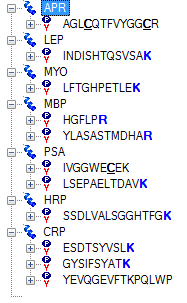 APR
AGLCQTFVYGGCR
LEP
INDISHTQSVSAK
MYO
LFTGHPETLEK
MBP
HGFLPR
YLASASTMDHAR
PSA
IVGGWECEK
LSEPAELTDAVK
HRP
SSDLVALSGGHTFGK
CRP
ESDTSYVSLK
GYSIFSYATK
YEVQGEVFTKPQLWP